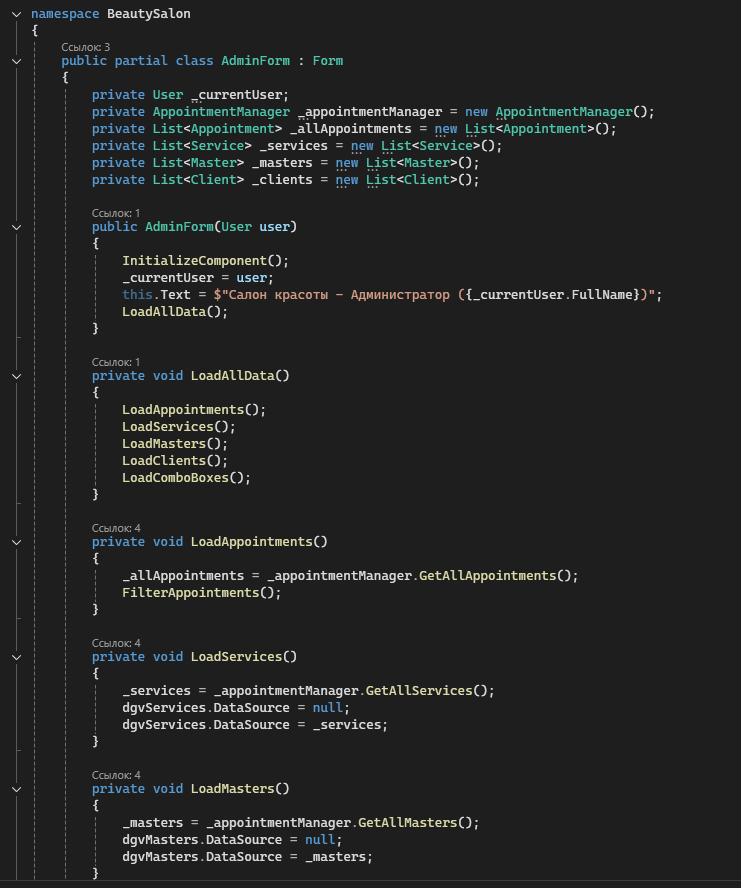 namespace BeautySalon
{
Ссылок: 3
public partial class AdminForm : Form
{
private User _currentUser;
private AppointmentManager _appointmentManager = new AppointmentManager();
private List<Appointment> _allAppointments = new List<Appointment>();
private List<Service> _services = new List<Service>();
private List<Master> _masters = new List<Master>();
private List<Client> _clients = new List<Client>();
Ссылок: 1
public AdminForm(User user)
{
InitializeComponent();
_currentUser = user;
this.Text = $"Салон красоты - Администратор ({_currentUser.FullName})";
LoadAllData();
}
Ссылок: 1
private void LoadAllData()
{
LoadAppointments();
LoadServices();
LoadMasters();
LoadClients();
LoadComboBoxes();
}
Ссылок: 4
private void LoadAppointments()
{
_allAppointments = _appointmentManager.GetAllAppointments();
FilterAppointments();
}
Ссылок: 4
private void LoadServices()
{
_services = _appointmentManager.GetAllServices();
dgvServices.DataSource = null;
dgvServices.DataSource = _services;
}
Ссылок: 4
private void LoadMasters()
{
_masters = _appointmentManager.GetAllMasters();
dgvMasters.DataSource = null;
dgvMasters.DataSource = _masters;
}